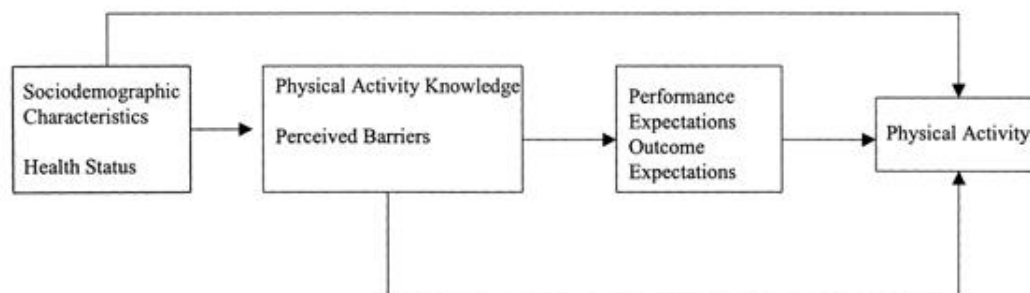 Sociodemographic
Characteristics
Health Status
Physical Activity Knowledge
Perceived Barriers
Performance
Expectations
Outcome
Expectations
Physical Activity